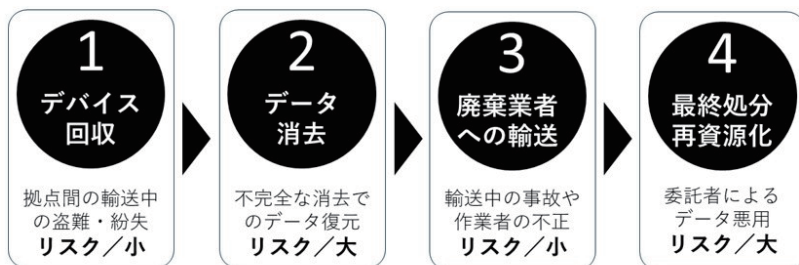 1
デバイス
回収
拠点間の輸送中
の盗難・紛失
リスク／小
2
データ
消去
不完全な消去で
のデータ復元
リスク／大
3
廃棄業者
への輸送
輸送中の事故や
作業者の不正
リスク／小
4
最終処分
再資源化
委託者による
データ悪用
リスク／大